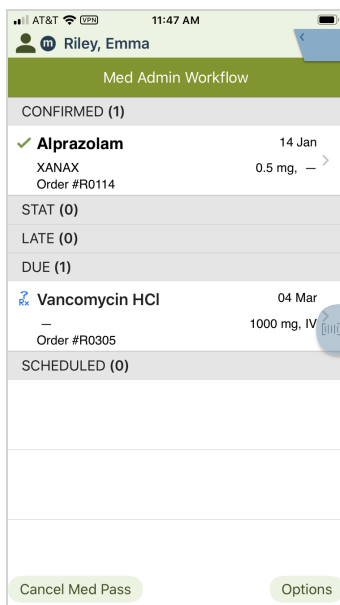 AT&T VPN 11:47 AM
m Riley, Emma
Med Admin Workflow
CONFIRMED (1)
Alprazolam 14 Jan
XANAX 0.5 mg, —
Order #R0114
STAT (0)
LATE (0)
DUE (1)
Rx Vancomycin HCl 04 Mar
— 1000 mg, IV
Order #R0305
SCHEDULED (0)
Cancel Med Pass Options